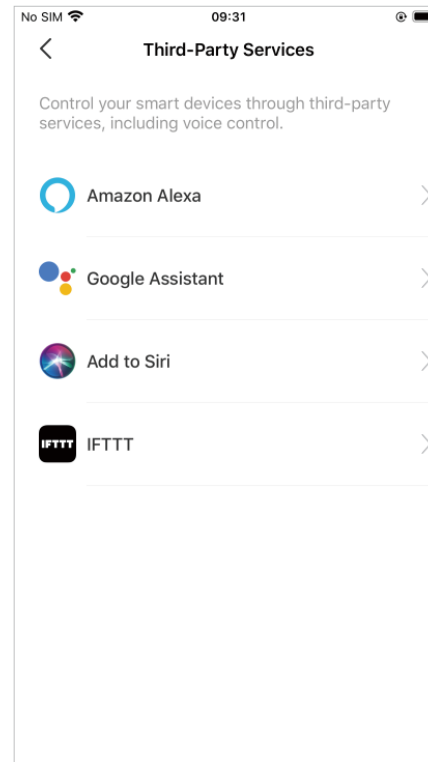 No SIM 09:31
Third-Party Services
Control your smart devices through third-party
services, including voice control.
Amazon Alexa
Google Assistant
Add to Siri
IFTTT IFTTT